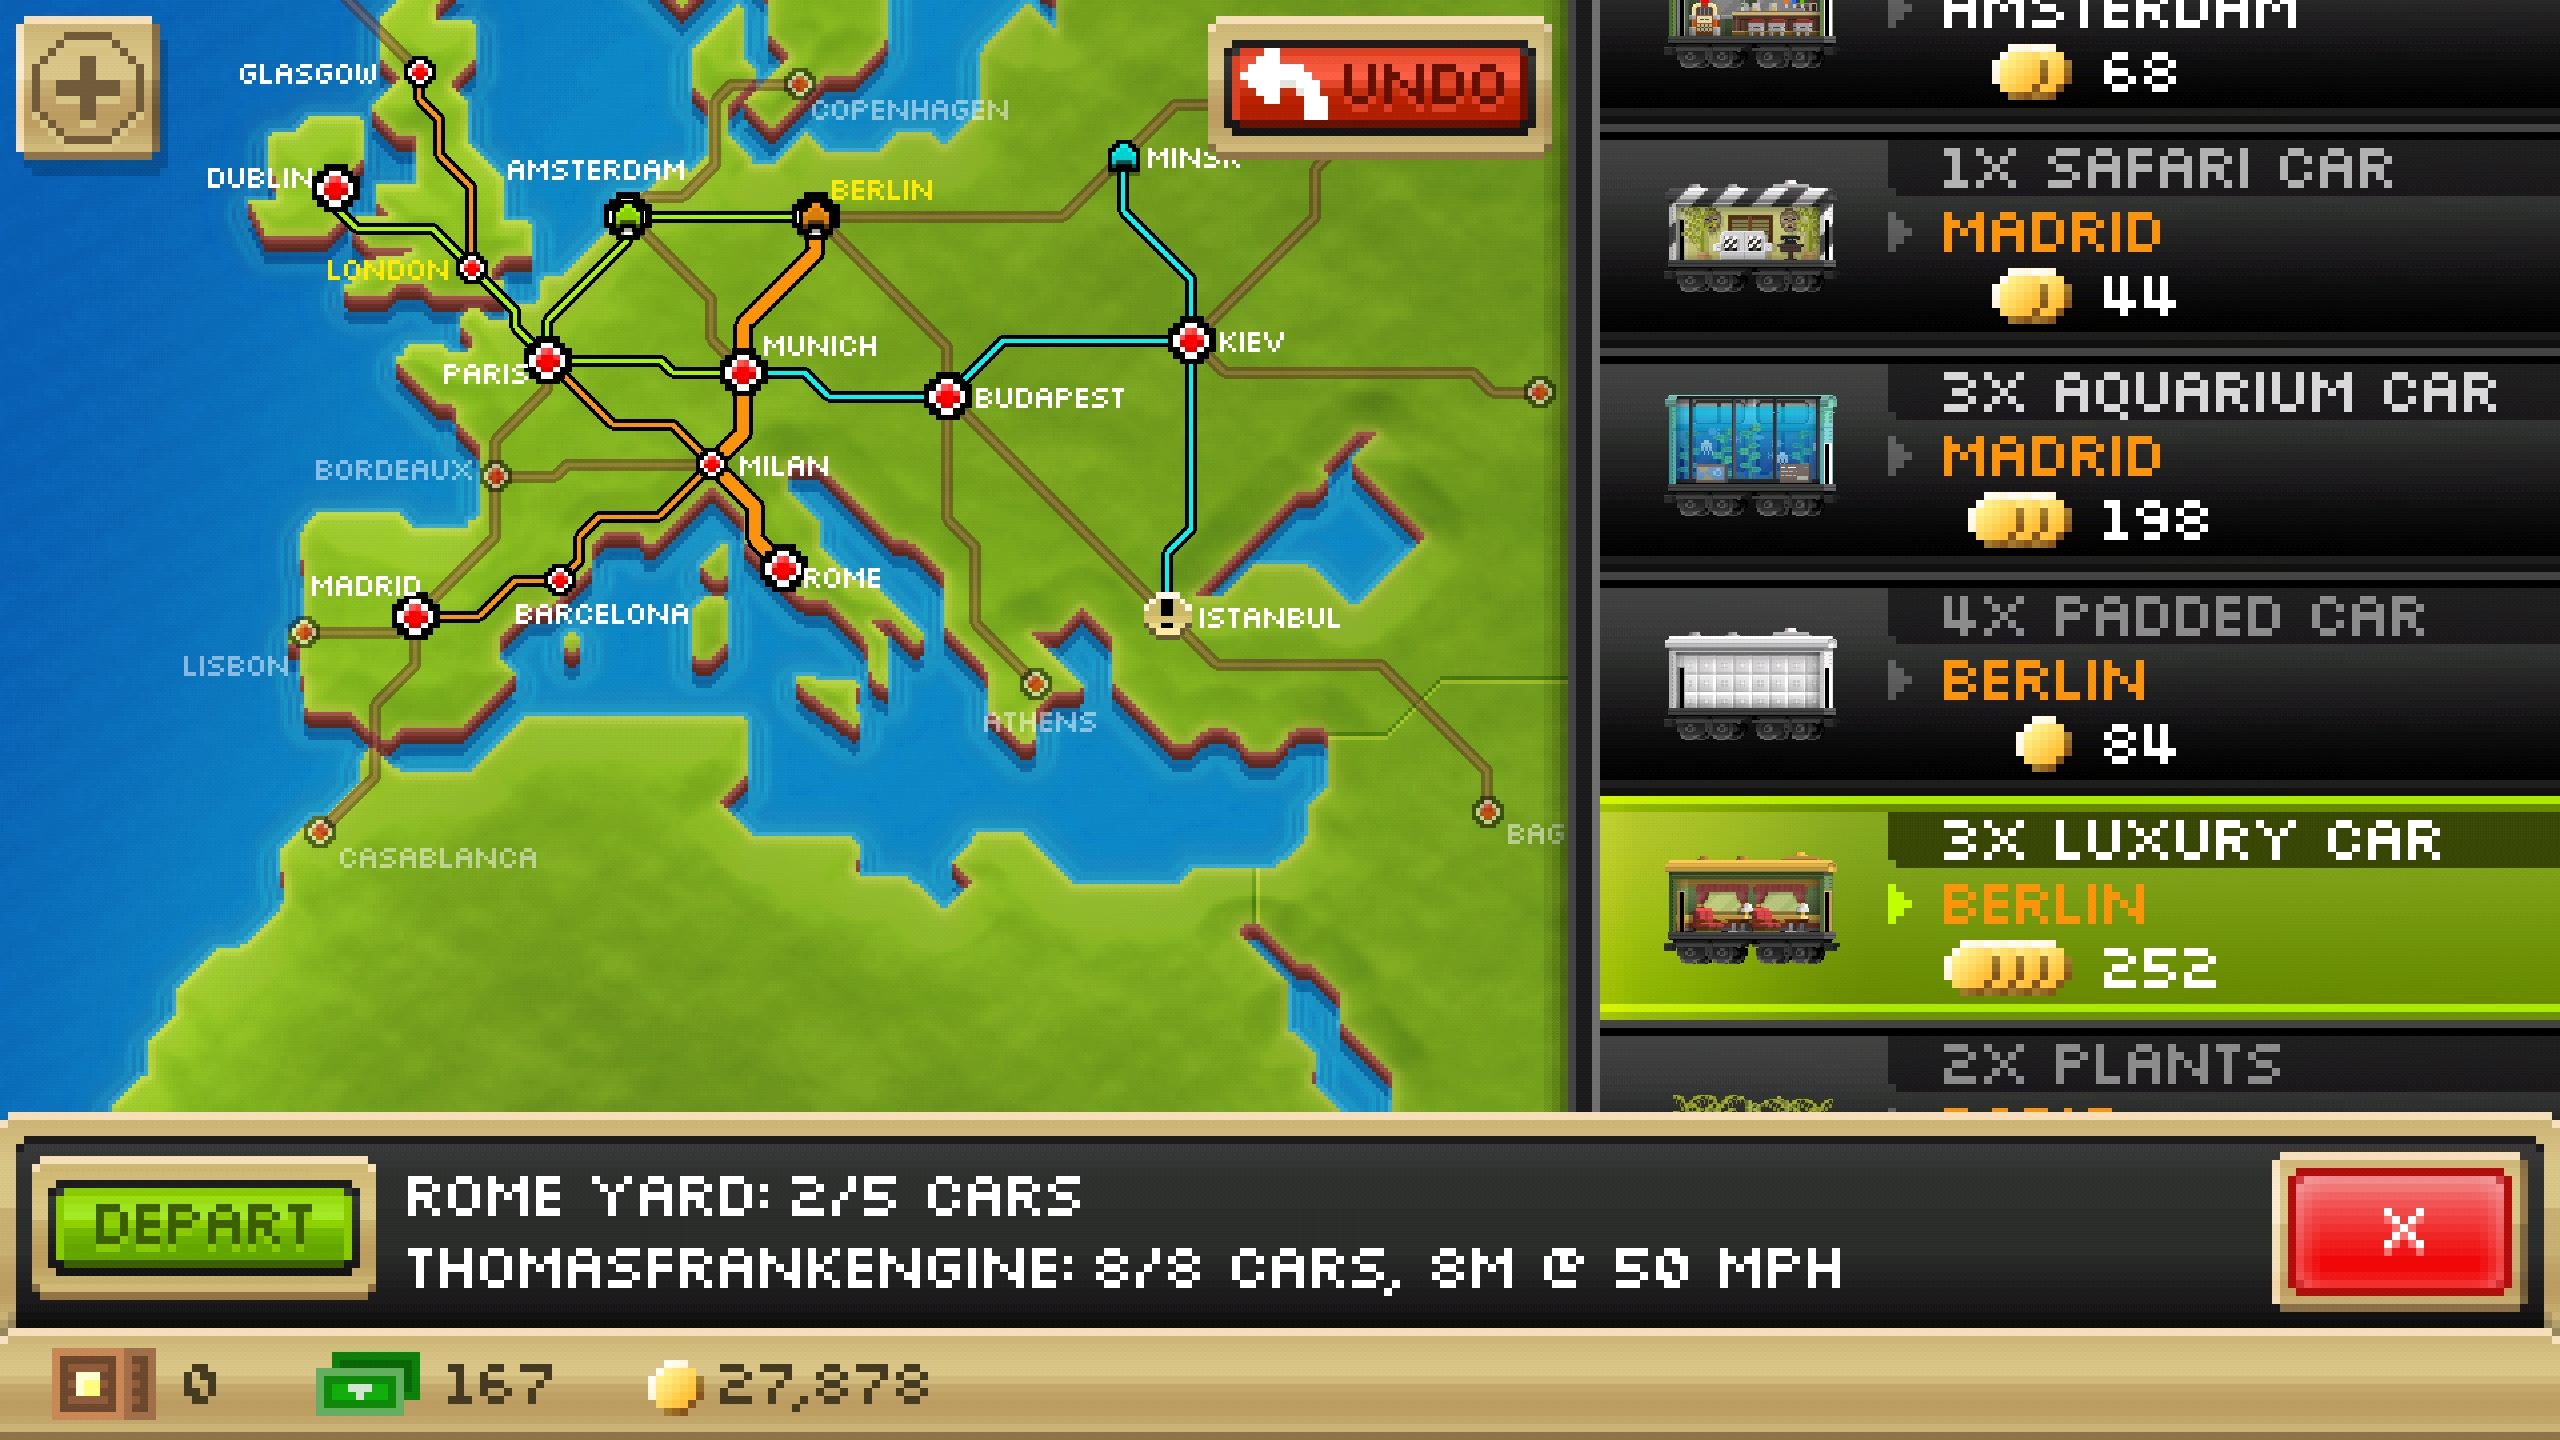 GLASGOW
COPENHAGEN
UNDO
DUBLIN
AMSTERDAM
BERLIN
MINSK
LONDON
MUNICH
KIEV
PARIS
BUDAPEST
BORDEAUX
MILAN
MADRID
ROME
BARCELONA
ISTANBUL
LISBON
ATHENS
CASABLANCA
BAG
AMSTERDAM
68
1X SAFARI CAR
MADRID
44
3X AQUARIUM CAR
MADRID
198
4X PADDED CAR
BERLIN
84
3X LUXURY CAR
BERLIN
252
2X PLANTS
DEPART
ROME YARD: 2/5 CARS
THOMASFRANKENGINE: 8/8 CARS, 8M @ 50 MPH
X
0
167
27,878